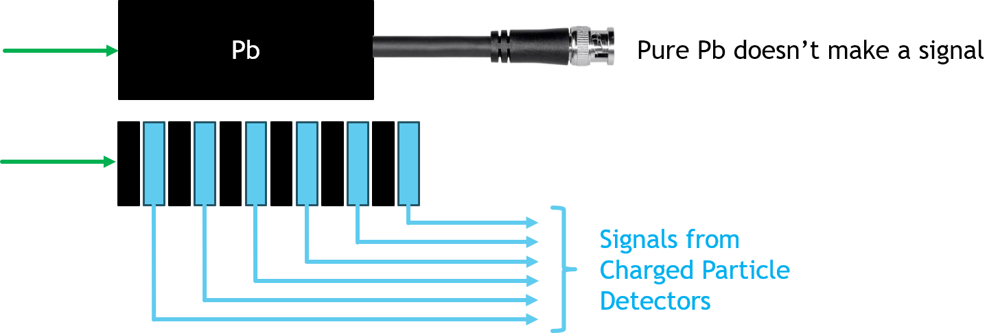 Pb
Pure Pb doesn’t make a signal
Signals from
Charged Particle
Detectors